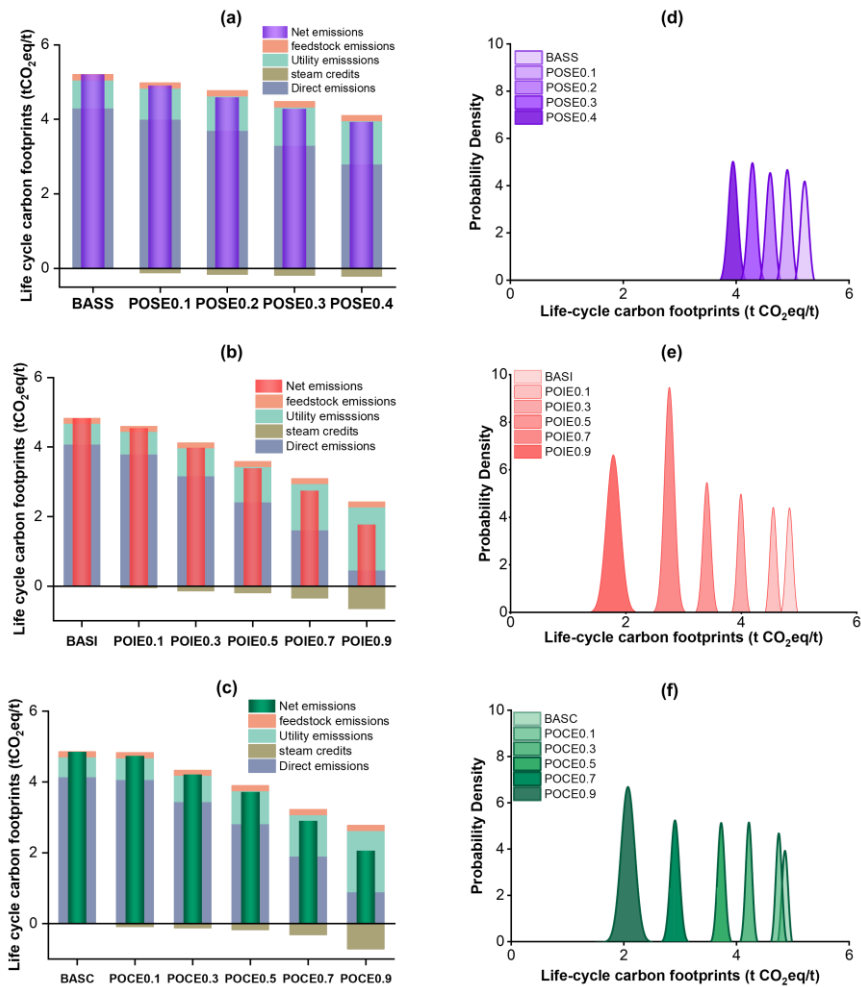 (a)
Life cycle carbon footprints (tCO₂eq/t)
6
4
2
0
Net emissions
feedstock emissions
Utility emisssions
steam credits
Direct emissions
BASS POSE0.1 POSE0.2 POSE0.3 POSE0.4
(d)
Probability Density
10
8
6
4
2
0
BASS
POSE0.1
POSE0.2
POSE0.3
POSE0.4
0 2 4 6
Life-cycle carbon footprints (t CO₂eq/t)
(b)
Life cycle carbon footprints (tCO₂eq/t)
6
4
2
0
Net emissions
feedstock emissions
Utility emisssions
steam credits
Direct emissions
BASI POIE0.1 POIE0.3 POIE0.5 POIE0.7 POIE0.9
(e)
Probability Density
10
8
6
4
2
0
BASI
POIE0.1
POIE0.3
POIE0.5
POIE0.7
POIE0.9
0 2 4 6
Life-cycle carbon footprints (t CO₂eq/t)
(c)
Life cycle carbon footprints (tCO₂eq/t)
6
4
2
0
Net emissions
feedstock emissions
Utility emisssions
steam credits
Direct emissions
BASC POCE0.1 POCE0.3 POCE0.5 POCE0.7 POCE0.9
(f)
Probability Density
10
8
6
4
2
0
BASC
POCE0.1
POCE0.3
POCE0.5
POCE0.7
POCE0.9
0 2 4 6
Life-cycle carbon footprints (t CO₂eq/t)